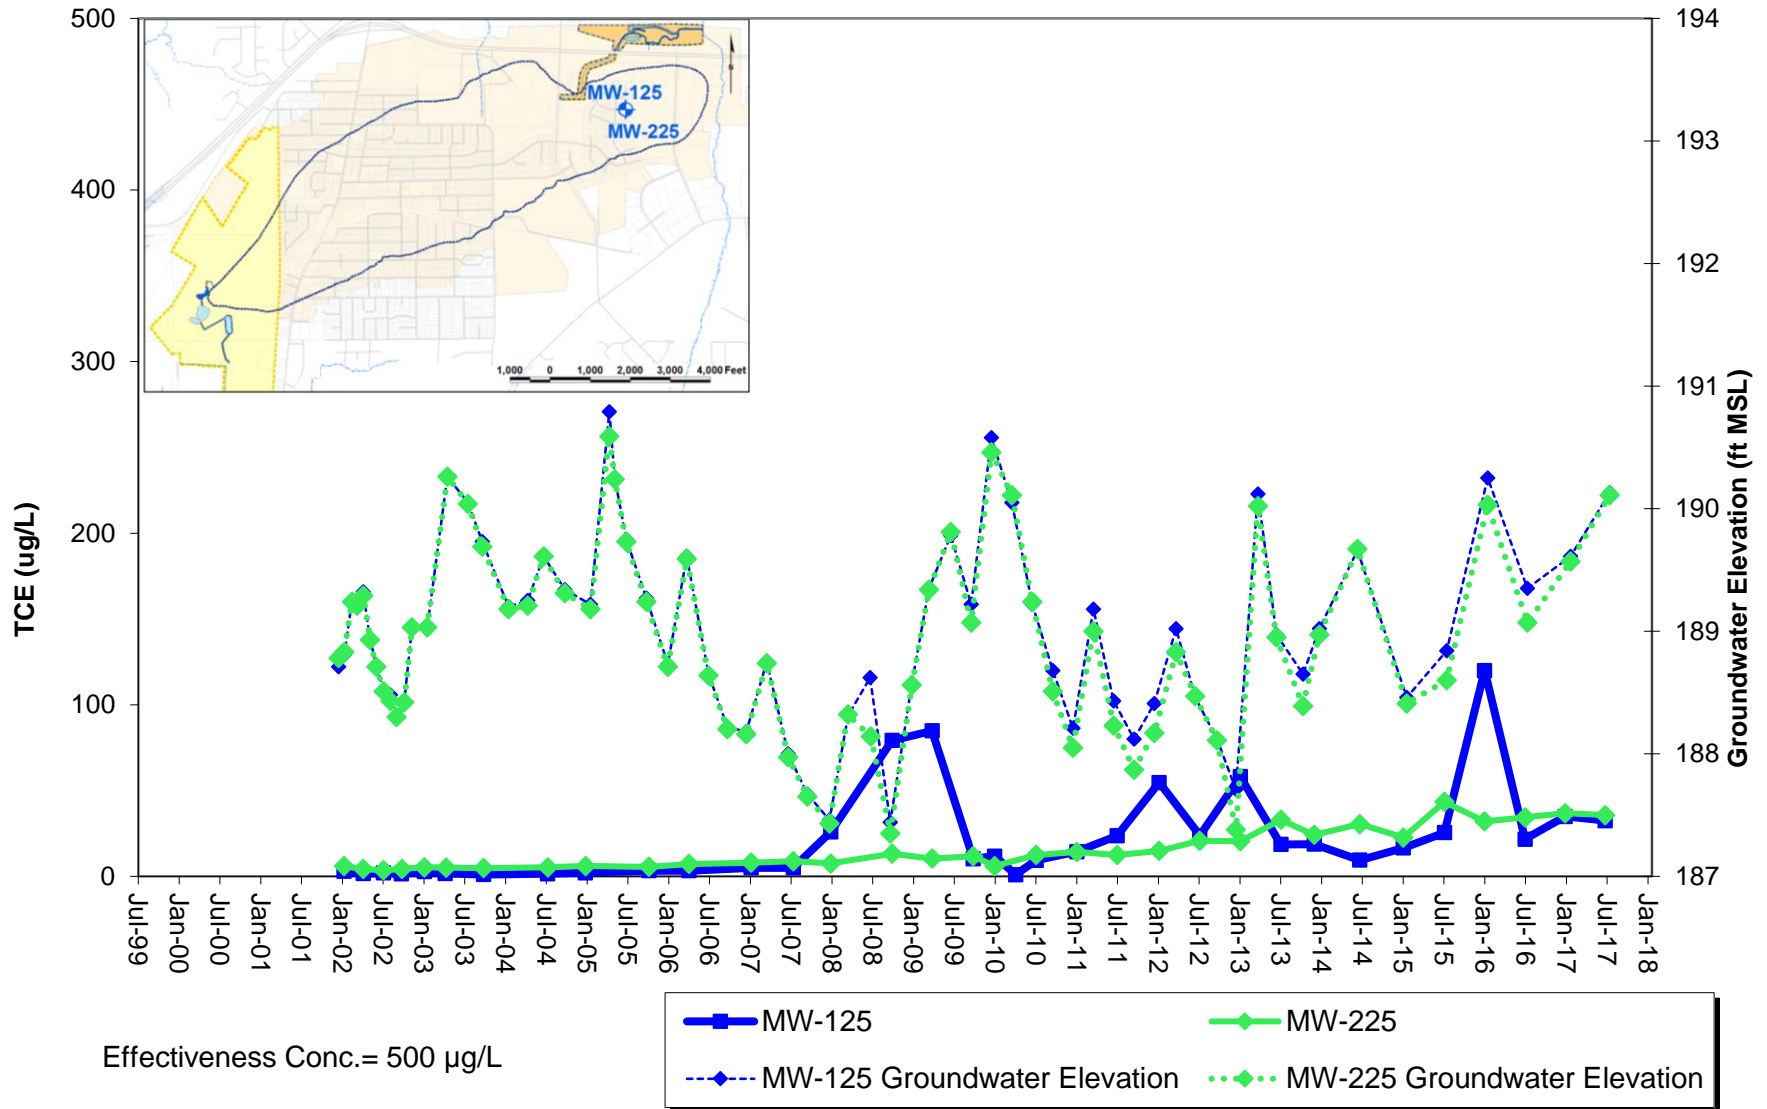 500
400
300
200
100
0
TCE (ug/L)
194
193
192
191
190
189
188
187
Groundwater Elevation (ft MSL)
N
MW-125
MW-225
1,000 0 1,000 2,000 3,000 4,000 Feet
Jul-99 Jan-00 Jul-00 Jan-01 Jul-01 Jan-02 Jul-02 Jan-03 Jul-03 Jan-04 Jul-04 Jan-05 Jul-05 Jan-06 Jul-06 Jan-07 Jul-07 Jan-08 Jul-08 Jan-09 Jul-09 Jan-10 Jul-10 Jan-11 Jul-11 Jan-12 Jul-12 Jan-13 Jul-13 Jan-14 Jul-14 Jan-15 Jul-15 Jan-16 Jul-16 Jan-17 Jul-17 Jan-18
MW-125 MW-225
MW-125 Groundwater Elevation MW-225 Groundwater Elevation
Effectiveness Conc.= 500 µg/L